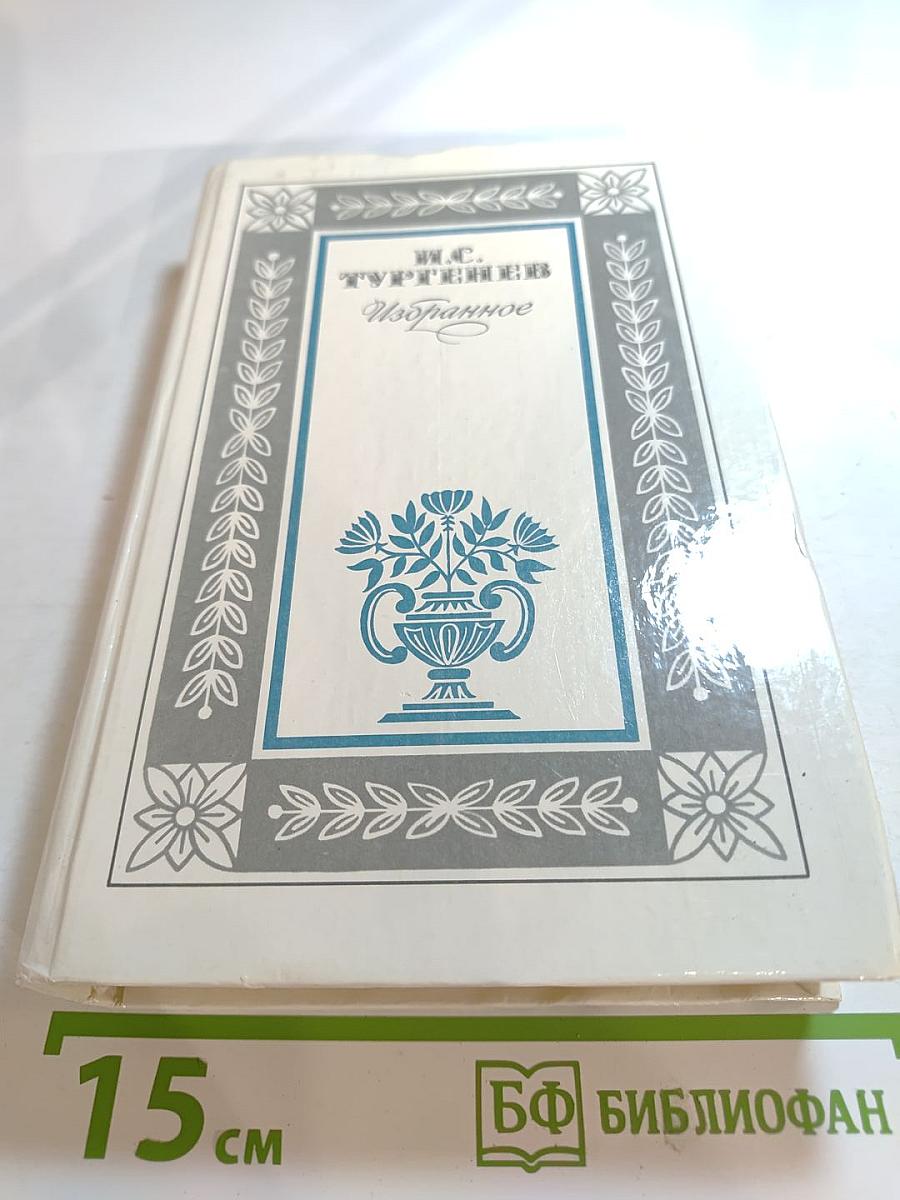 И.С.
ТУРГЕНЕВ
Избранное
15 см
БФ БИБЛИОФАН